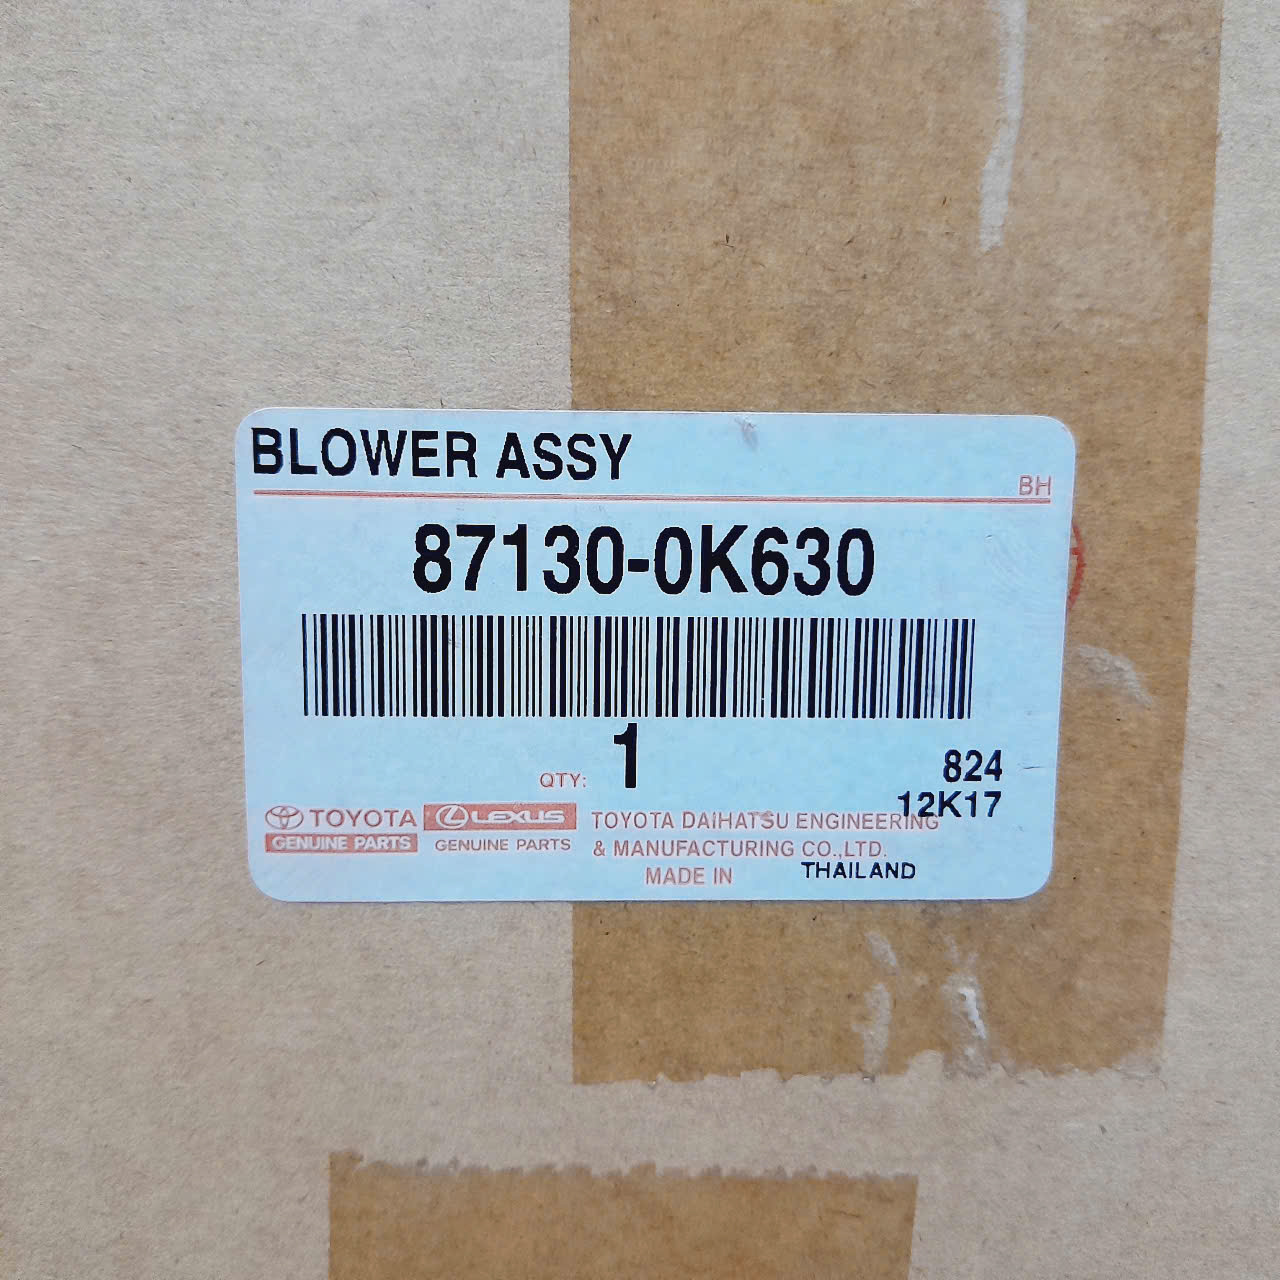 BLOWER ASSY
BH
87130-0K630
1
QTY:
824
12K17
TOYOTA
GENUINE PARTS
LEXUS
GENUINE PARTS
TOYOTA DAIHATSU ENGINEERING
& MANUFACTURING CO.,LTD.
MADE IN THAILAND